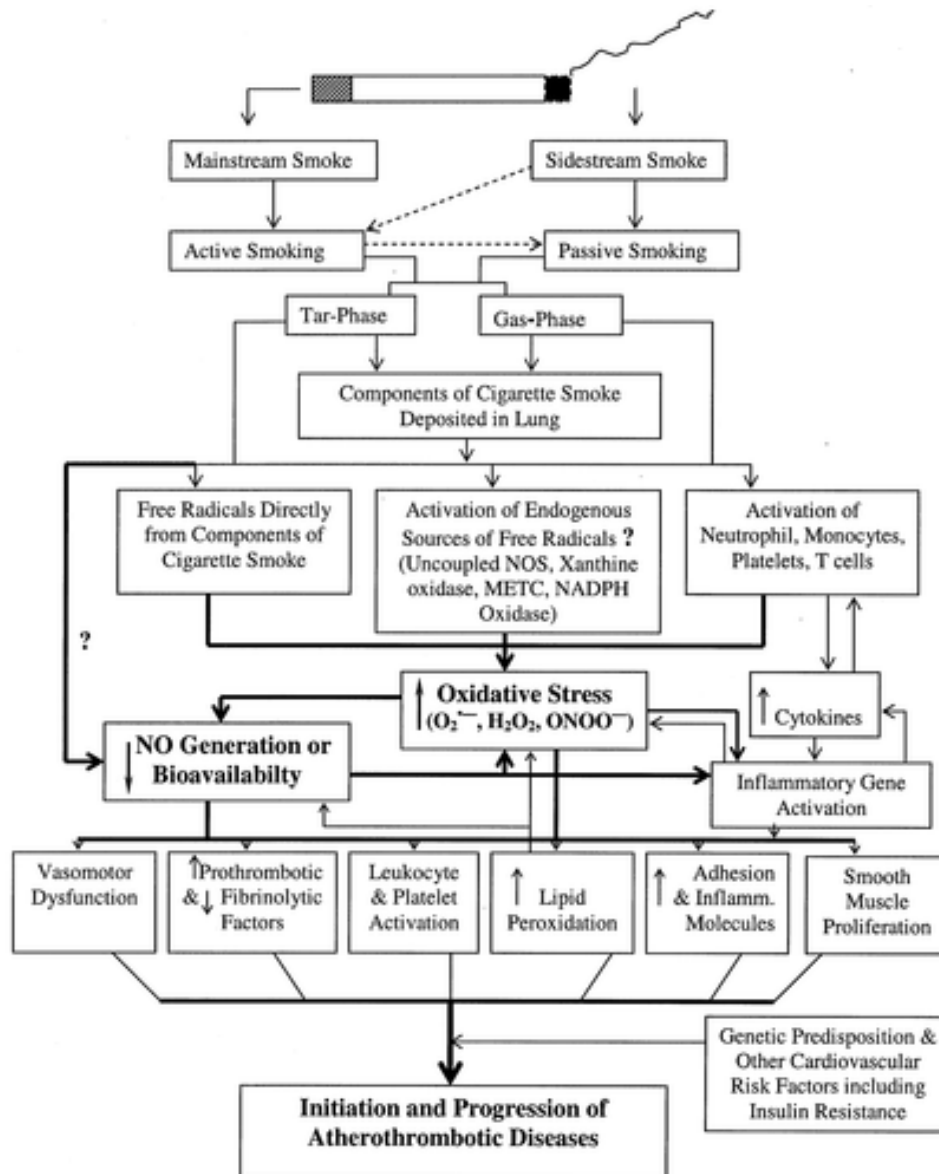 Mainstream Smoke
Sidestream Smoke
Active Smoking
Passive Smoking
Tar-Phase
Gas-Phase
Components of Cigarette Smoke
Deposited in Lung
Free Radicals Directly
from Components of
Cigarette Smoke
Activation of Endogenous
Sources of Free Radicals ?
(Uncoupled NOS, Xanthine
oxidase, METC, NADPH
Oxidase)
Activation of
Neutrophil, Monocytes,
Platelets, T cells
?
↑ Oxidative Stress
(O₂•—, H₂O₂, ONOO—)
↑ Cytokines
↓ NO Generation or
Bioavailabilty
Inflammatory Gene
Activation
Vasomotor
Dysfunction
↑Prothrombotic
&↓ Fibrinolytic
Factors
Leukocyte
& Platelet
Activation
↑ Lipid
Peroxidation
↑ Adhesion
& Inflamm.
Molecules
Smooth
Muscle
Proliferation
Genetic Predisposition &
Other Cardiovascular
Risk Factors including
Insulin Resistance
Initiation and Progression of
Atherothrombotic Diseases